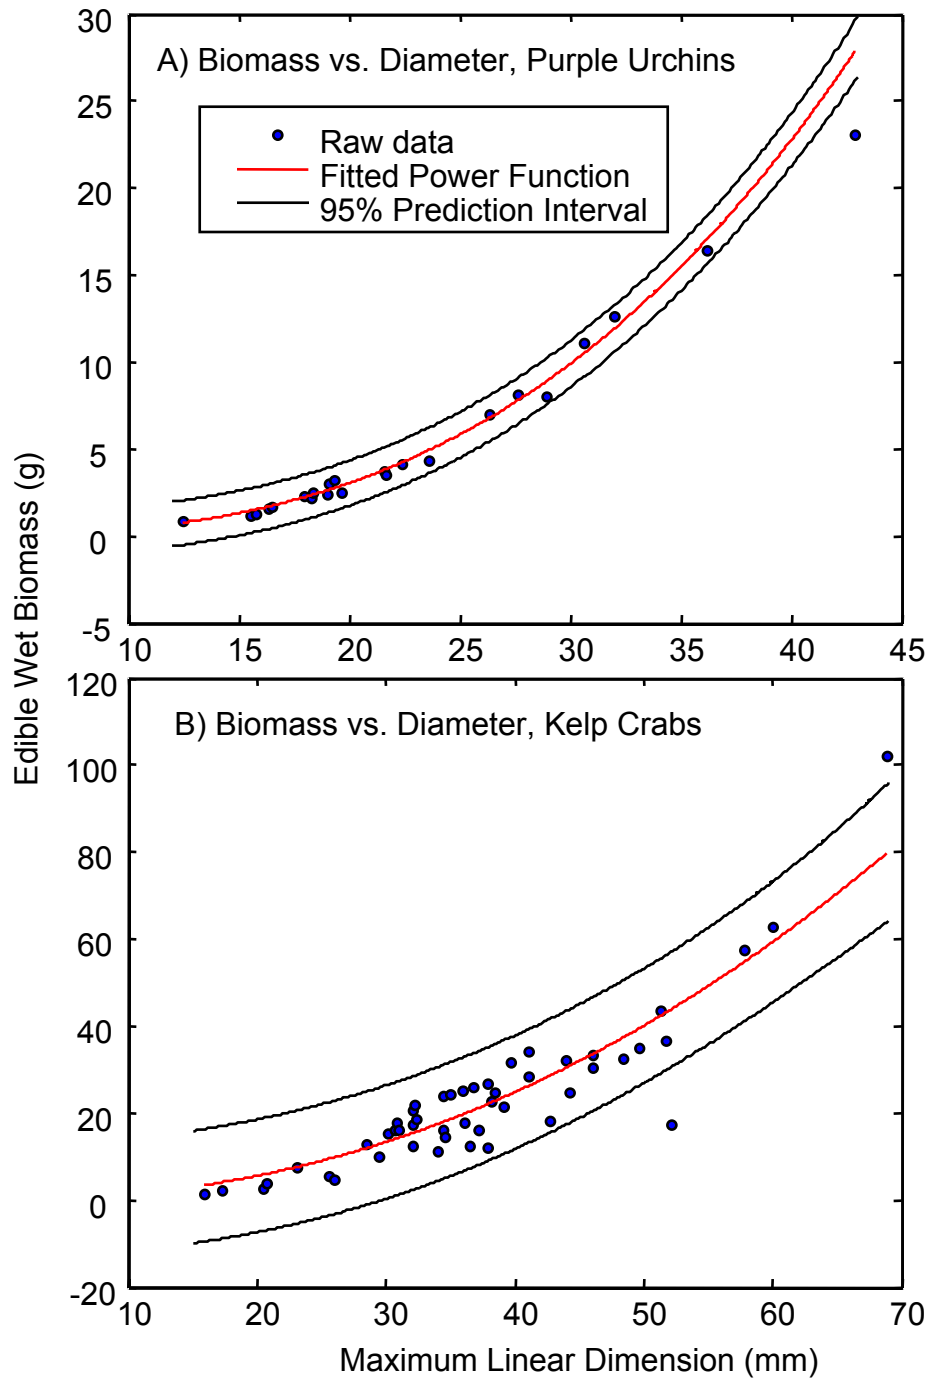 30
A) Biomass vs. Diameter, Purple Urchins
Raw data
Fitted Power Function
95% Prediction Interval
25
20
15
10
5
0
-5
10 15 20 25 30 35 40 45
Edible Wet Biomass (g)
120
B) Biomass vs. Diameter, Kelp Crabs
100
80
60
40
20
0
-20
10 20 30 40 50 60 70
Maximum Linear Dimension (mm)